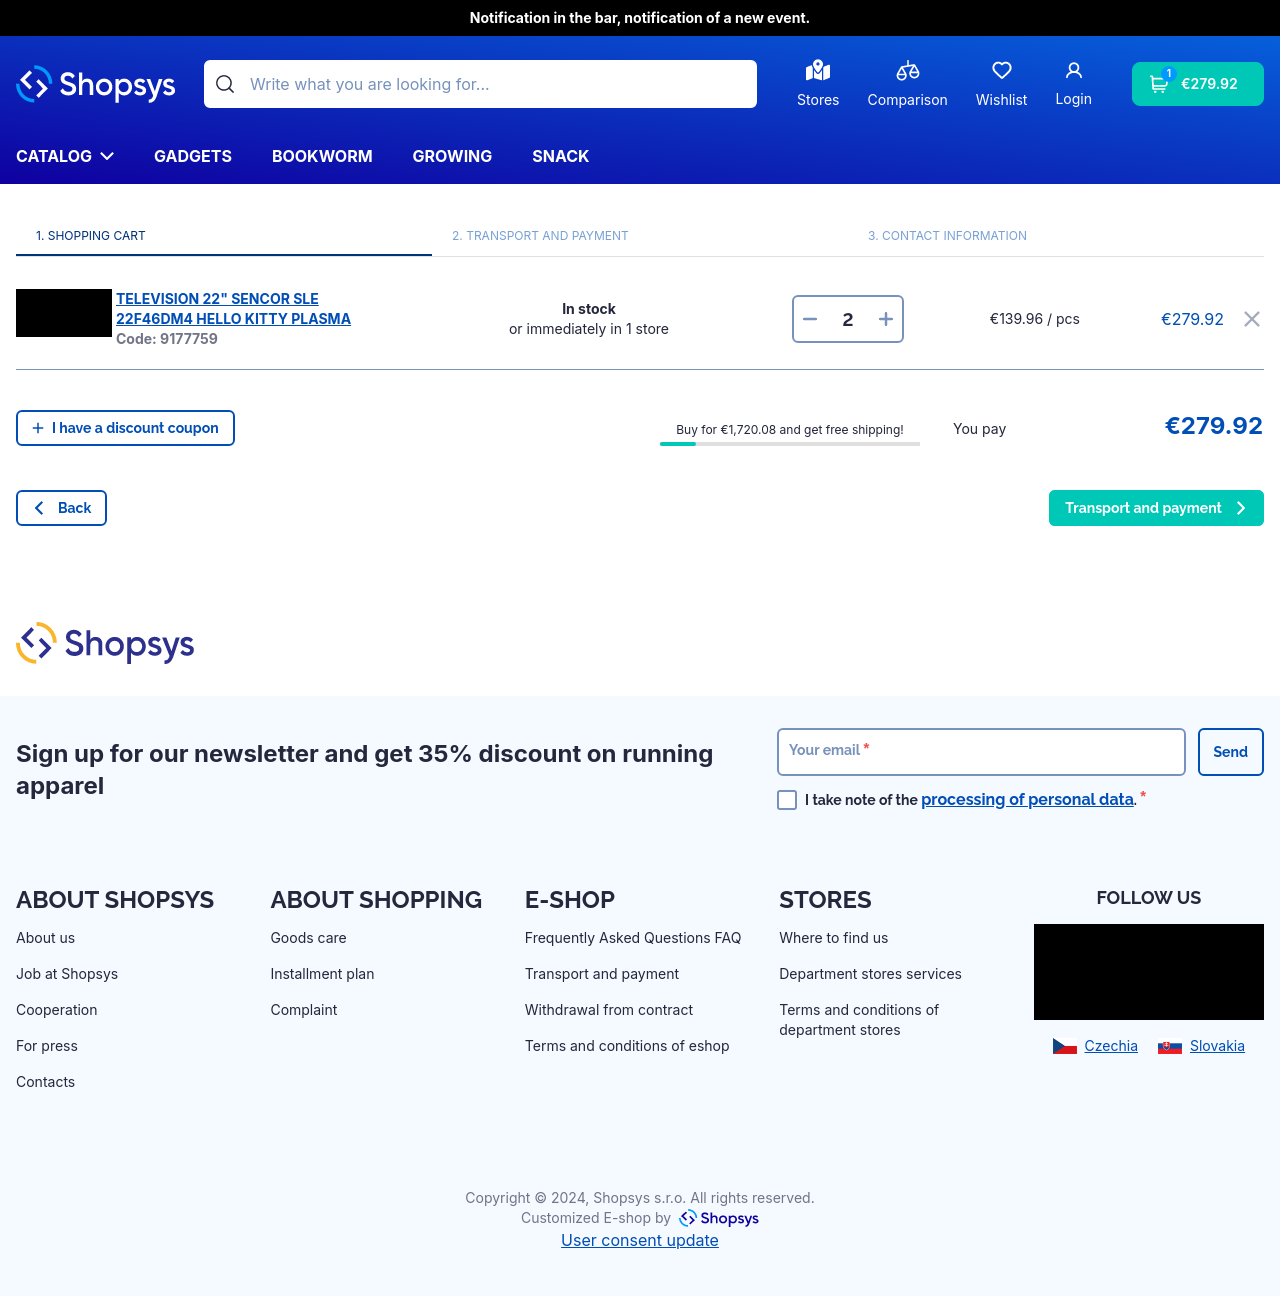 Notification in the bar, notification of a new event.
Shopsys
Write what you are looking for...
Stores
Comparison
Wishlist
Login
1
€279.92
CATALOG
GADGETS
BOOKWORM
GROWING
SNACK
1. SHOPPING CART
2. TRANSPORT AND PAYMENT
3. CONTACT INFORMATION
TELEVISION 22" SENCOR SLE
22F46DM4 HELLO KITTY PLASMA
Code: 9177759
In stock
or immediately in 1 store
2
€139.96 / pcs
€279.92
I have a discount coupon
Buy for €1,720.08 and get free shipping!
You pay
€279.92
Back
Transport and payment
Shopsys
Sign up for our newsletter and get 35% discount on running
apparel
Your email *
Send
I take note of the processing of personal data. *
ABOUT SHOPSYS
About us
Job at Shopsys
Cooperation
For press
Contacts
ABOUT SHOPPING
Goods care
Installment plan
Complaint
E-SHOP
Frequently Asked Questions FAQ
Transport and payment
Withdrawal from contract
Terms and conditions of eshop
STORES
Where to find us
Department stores services
Terms and conditions of
department stores
FOLLOW US
Czechia
Slovakia
Copyright © 2024, Shopsys s.r.o. All rights reserved.
Customized E-shop by Shopsys
User consent update